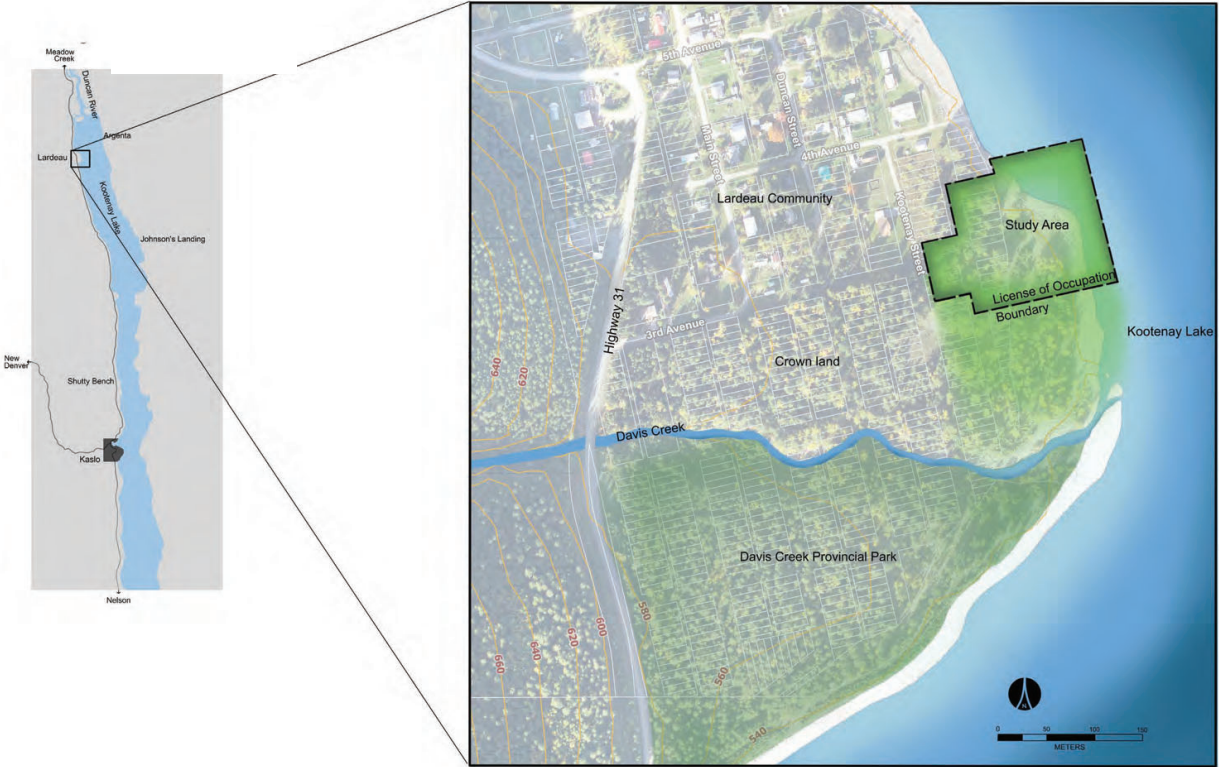 Meadow
Creek
Duncan River
Argenta
Lardeau
Kootenay Lake
Johnson's Landing
New
Denver
Shutty Bench
Kaslo
Nelson
5th Avenue
Duncan Street
Main Street
4th Avenue
Kootenay Street
Lardeau Community
Study Area
License of Occupation
Boundary
Kootenay Lake
Highway 31
3rd Avenue
Crown land
640
620
Davis Creek
Davis Creek Provincial Park
580
600
620
640
660
560
540
N
0 50 100 150
METERS